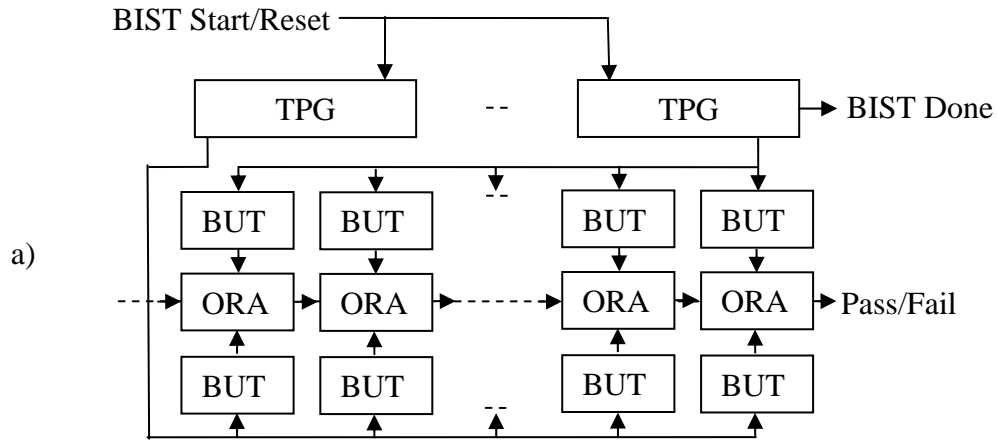 BIST Start/Reset
TPG -- TPG BIST Done
--
BUT BUT BUT BUT
a)
ORA ORA ORA ORA Pass/Fail
BUT BUT BUT BUT
--